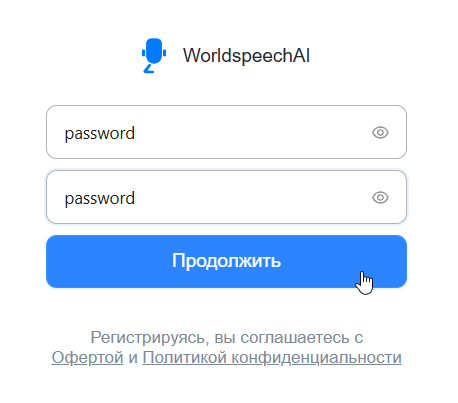 WorldspeechAI
password
password
Продолжить
Регистрируясь, вы соглашаетесь с
Офертой и Политикой конфиденциальности